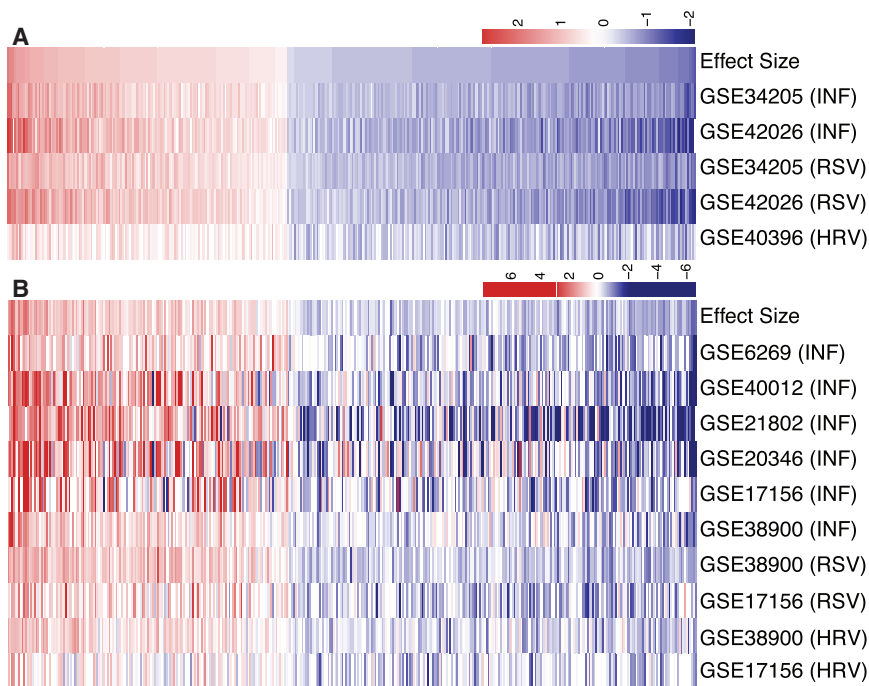 A
2 1 0 −1 −2
Effect Size
GSE34205 (INF)
GSE42026 (INF)
GSE34205 (RSV)
GSE42026 (RSV)
GSE40396 (HRV)
B
6 4 2 0 −2 −4 −6
Effect Size
GSE6269 (INF)
GSE40012 (INF)
GSE21802 (INF)
GSE20346 (INF)
GSE17156 (INF)
GSE38900 (INF)
GSE38900 (RSV)
GSE17156 (RSV)
GSE38900 (HRV)
GSE17156 (HRV)